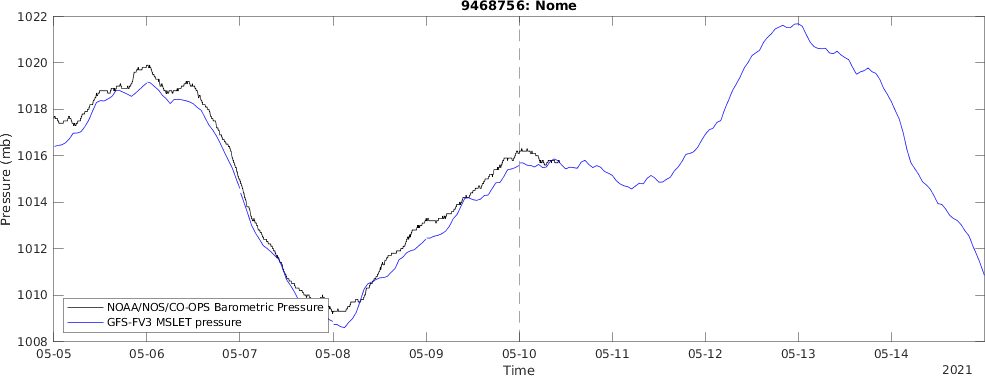 9468756: Nome
1022
1020
1018
1016
1014
1012
1010
1008
Pressure (mb)
NOAA/NOS/CO-OPS Barometric Pressure
GFS-FV3 MSLET pressure
05-05 05-06 05-07 05-08 05-09 05-10 05-11 05-12 05-13 05-14
Time
2021